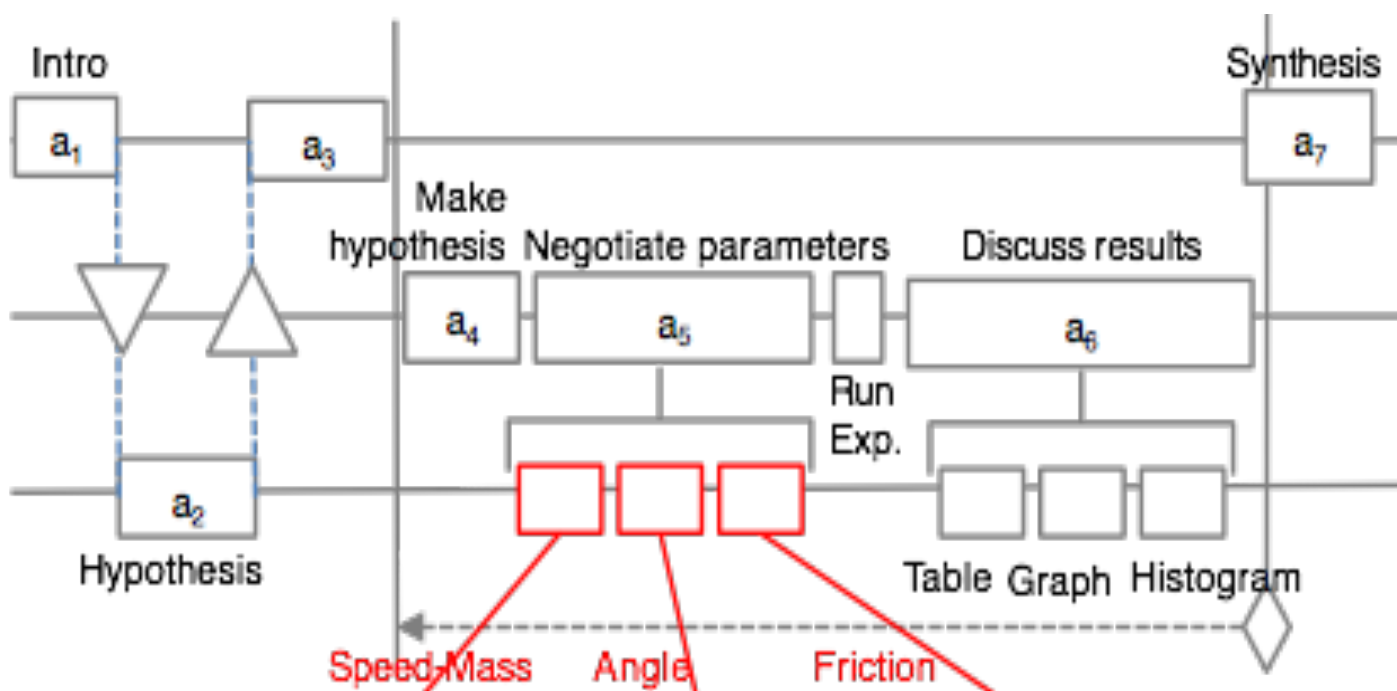 Intro
Synthesis
a₁
a₃
a₇
Make
hypothesis
Negotiate parameters
Discuss results
a₄
a₅
a₆
Run
Exp.
a₂
Hypothesis
Table
Graph
Histogram
Speed-Mass
Angle
Friction